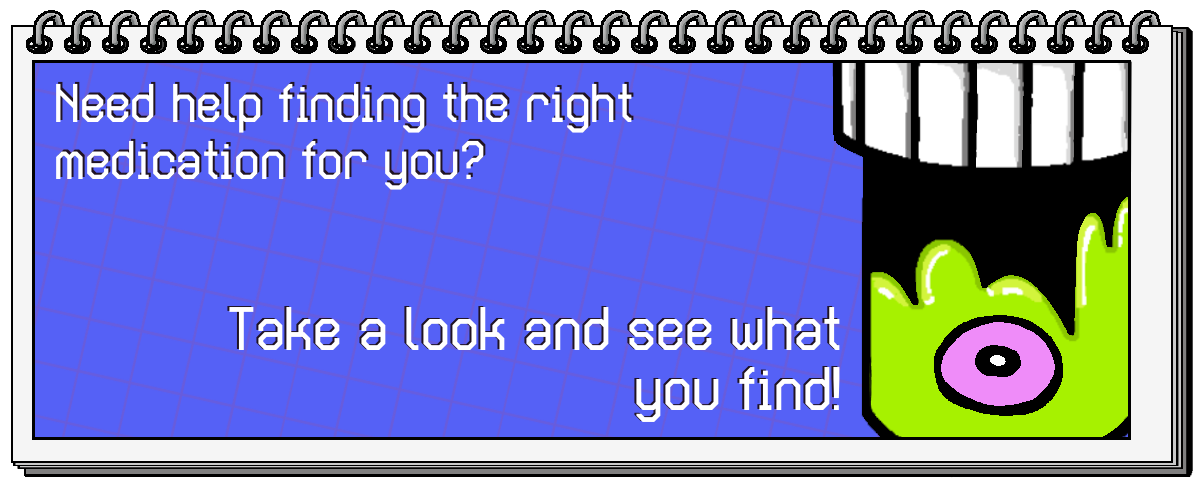 Need help finding the right
medication for you?
Take a look and see what
you find!